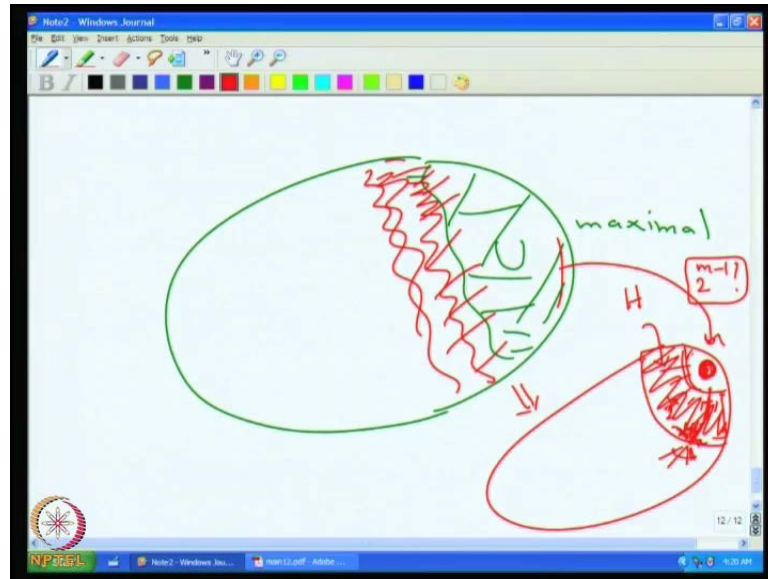 Note2 - Windows Journal
File Edit View Insert Actions Tools Help
B I
maximal
m-1?
2 ?
H
U
12 / 12
NPTEL
Note2 - Windows Jou...
man12.pdf - Adobe ...
4:20 AM